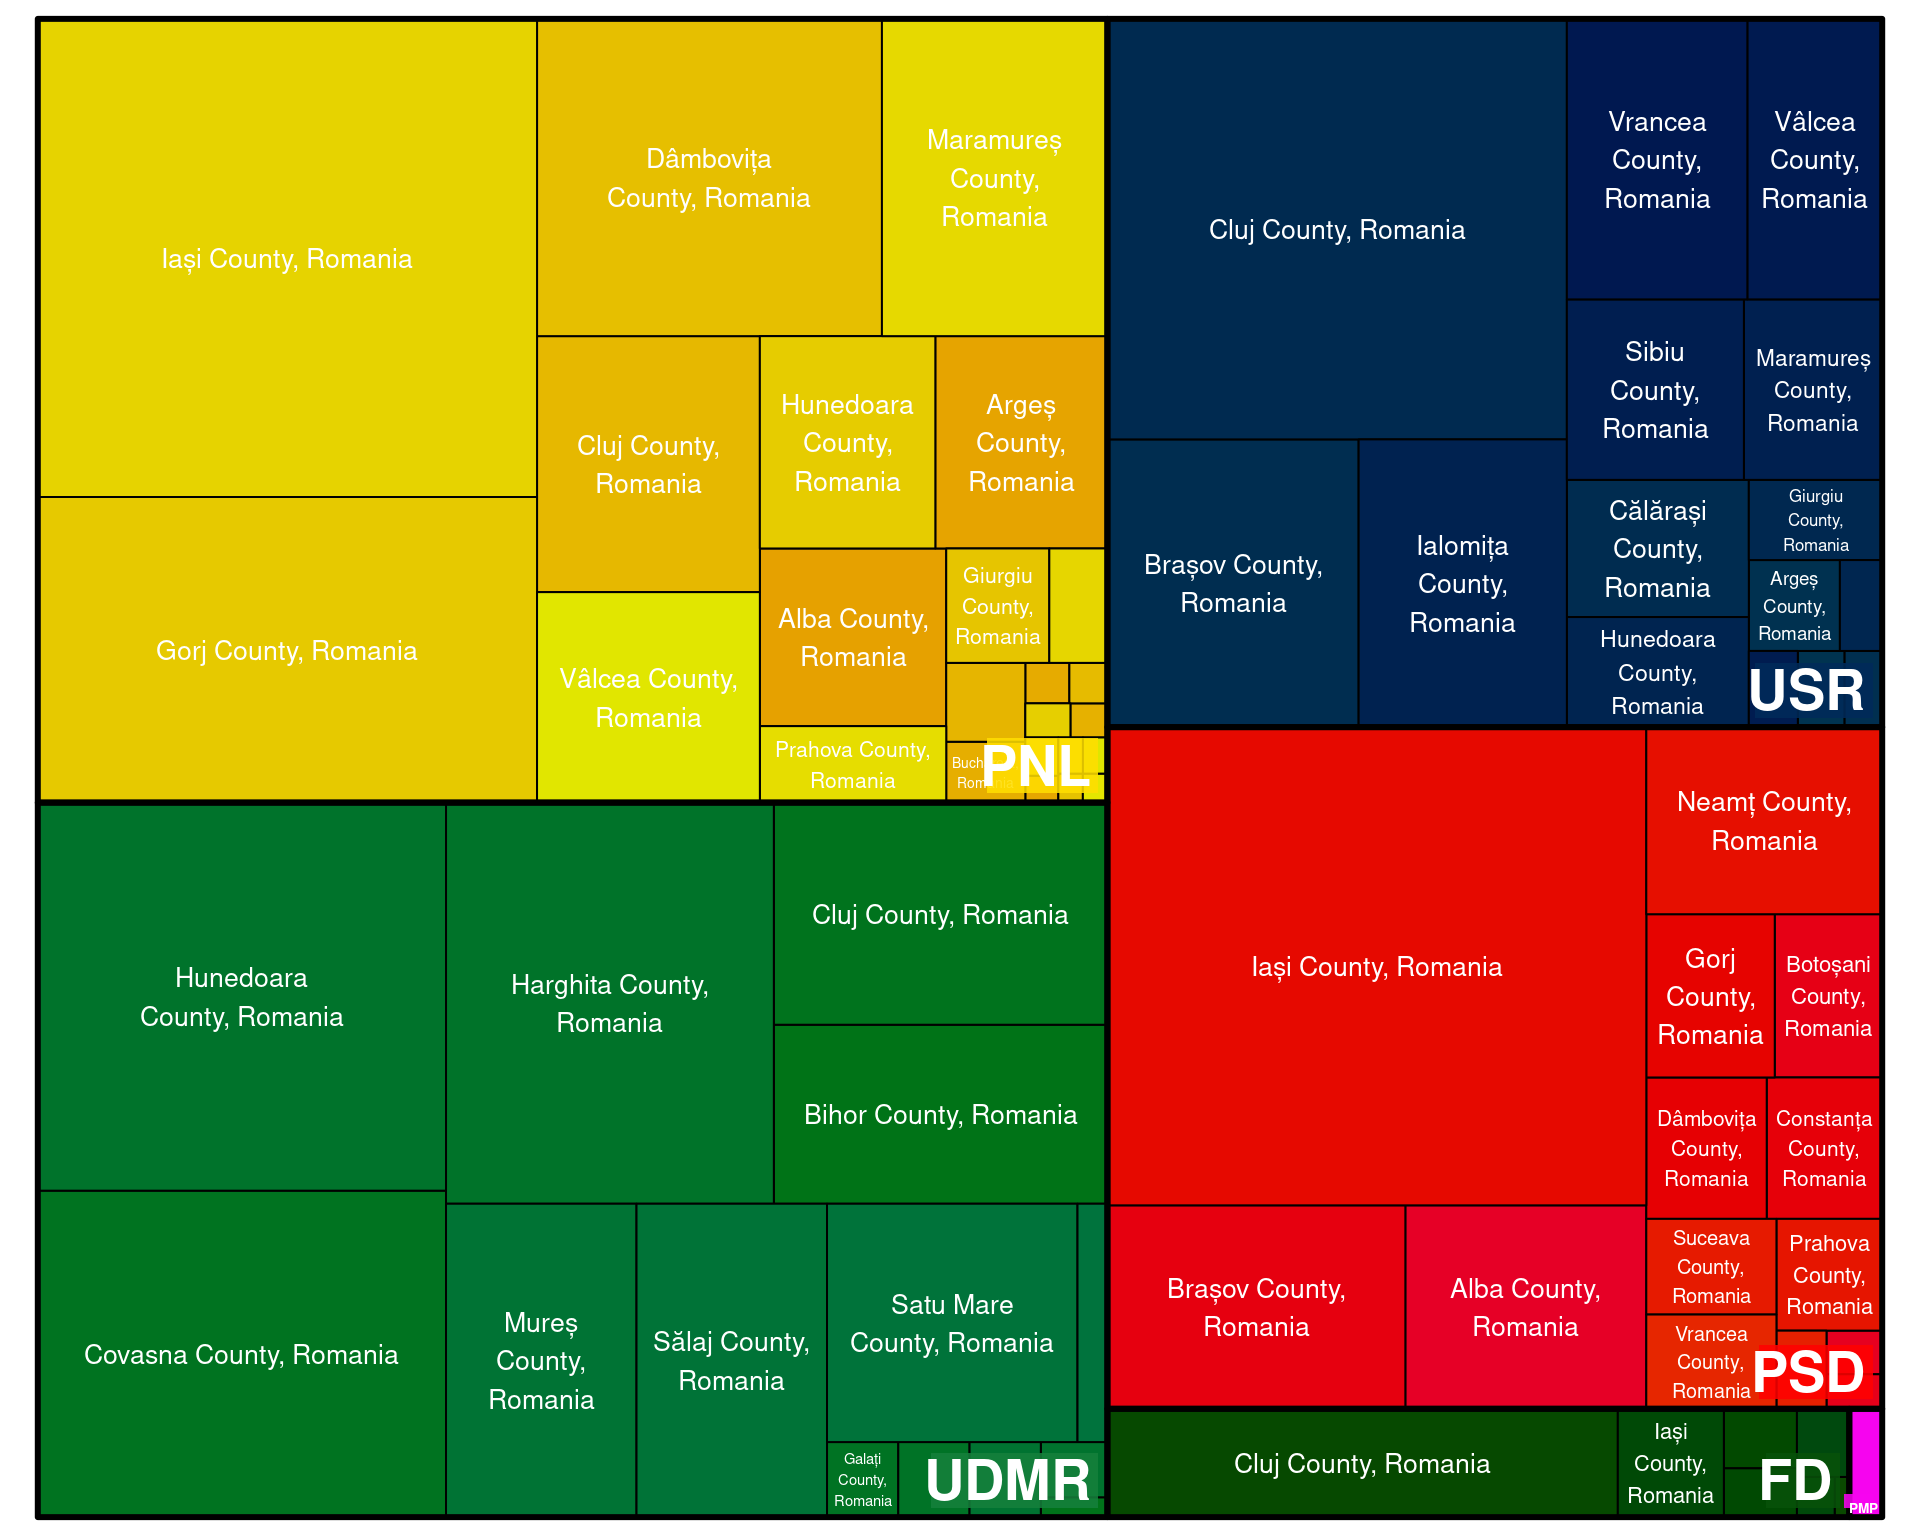 Iași County, Romania
Gorj County, Romania
Dâmbovița
County, Romania
Maramureș
County,
Romania
Cluj County,
Romania
Hunedoara
County,
Romania
Argeș
County,
Romania
Vâlcea County,
Romania
Alba County,
Romania
Prahova County,
Romania
Giurgiu
County,
Romania
PNL
Cluj County, Romania
Brașov County,
Romania
Ialomița
County,
Romania
Vrancea
County,
Romania
Vâlcea
County,
Romania
Sibiu
County,
Romania
Maramureș
County,
Romania
Călărași
County,
Romania
Hunedoara
County,
Romania
Giurgiu
County,
Romania
Argeș
County,
Romania
USR
Hunedoara
County, Romania
Covasna County, Romania
Harghita County,
Romania
Cluj County, Romania
Bihor County, Romania
Mureș
County,
Romania
Sălaj County,
Romania
Satu Mare
County, Romania
Galați
County,
Romania
UDMR
Iași County, Romania
Brașov County,
Romania
Alba County,
Romania
Neamț County,
Romania
Gorj
County,
Romania
Botoșani
County,
Romania
Dâmbovița
County,
Romania
Constanța
County,
Romania
Suceava
County,
Romania
Prahova
County,
Romania
Vrancea
County,
Romania
PSD
Cluj County, Romania
Iași
County,
Romania
FD
PMP